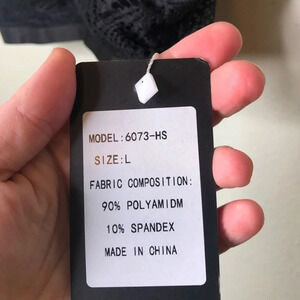 MODEL:6073-HS
SIZE:L
FABRIC COMPOSITION:
90% POLYAMIDM
10% SPANDEX
MADE IN CHINA